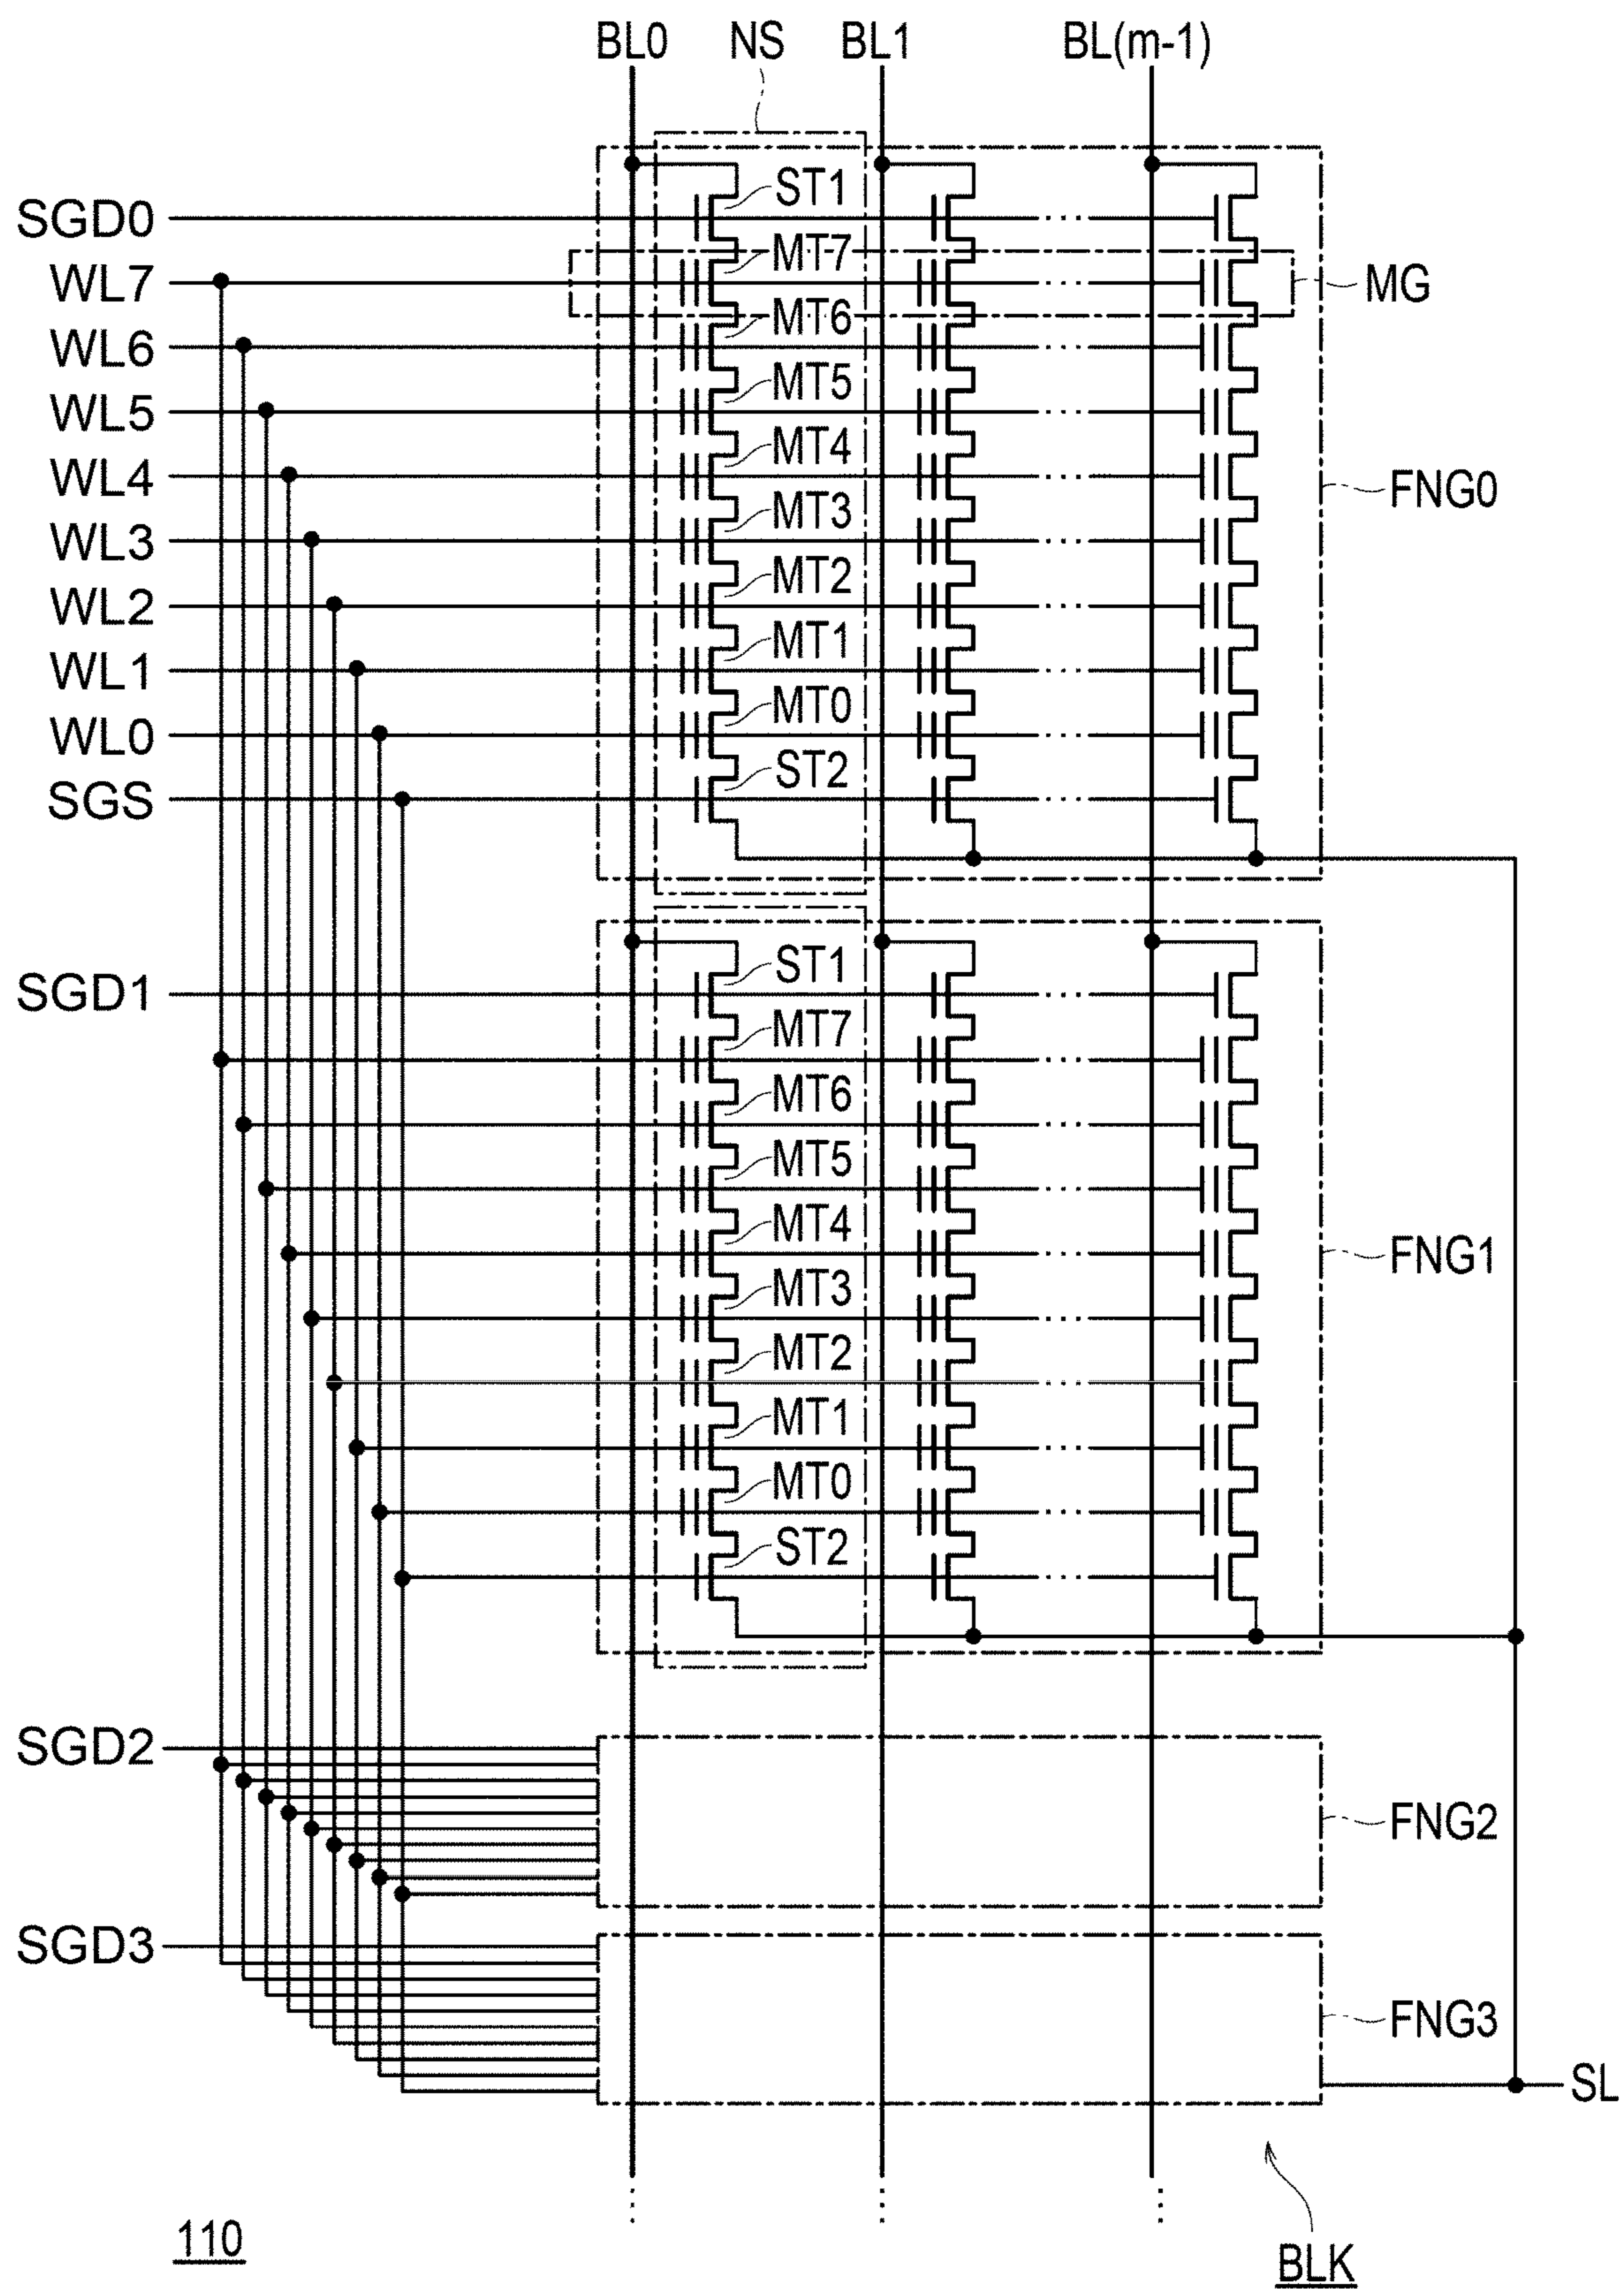 BL0 NS BL1 BL(m-1)
ST1
SGD0
MT7
WL7
MG
MT6
WL6
MT5
WL5
MT4
WL4
FNG0
MT3
WL3
MT2
WL2
MT1
WL1
MT0
WL0
ST2
SGS
ST1
SGD1
MT7
MT6
MT5
MT4
FNG1
MT3
MT2
MT1
MT0
ST2
SGD2
FNG2
SGD3
FNG3
SL
110
BLK